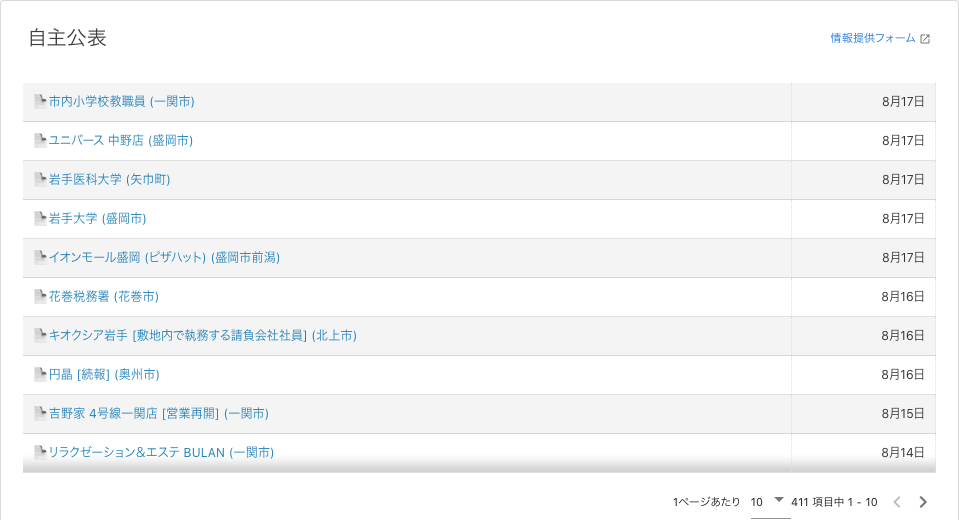 自主公表
情報提供フォーム
市内小学校教職員 (一関市) 8月17日
ユニバース 中野店 (盛岡市) 8月17日
岩手医科大学 (矢巾町) 8月17日
岩手大学 (盛岡市) 8月17日
イオンモール盛岡 (ピザハット) (盛岡市前潟) 8月17日
花巻税務署 (花巻市) 8月16日
キオクシア岩手 [敷地内で執務する請負会社社員] (北上市) 8月16日
円晶 [続報] (奥州市) 8月16日
吉野家 4号線一関店 [営業再開] (一関市) 8月15日
リラクゼーション&エステ BULAN (一関市) 8月14日
1ページあたり 10 411 項目中 1 - 10